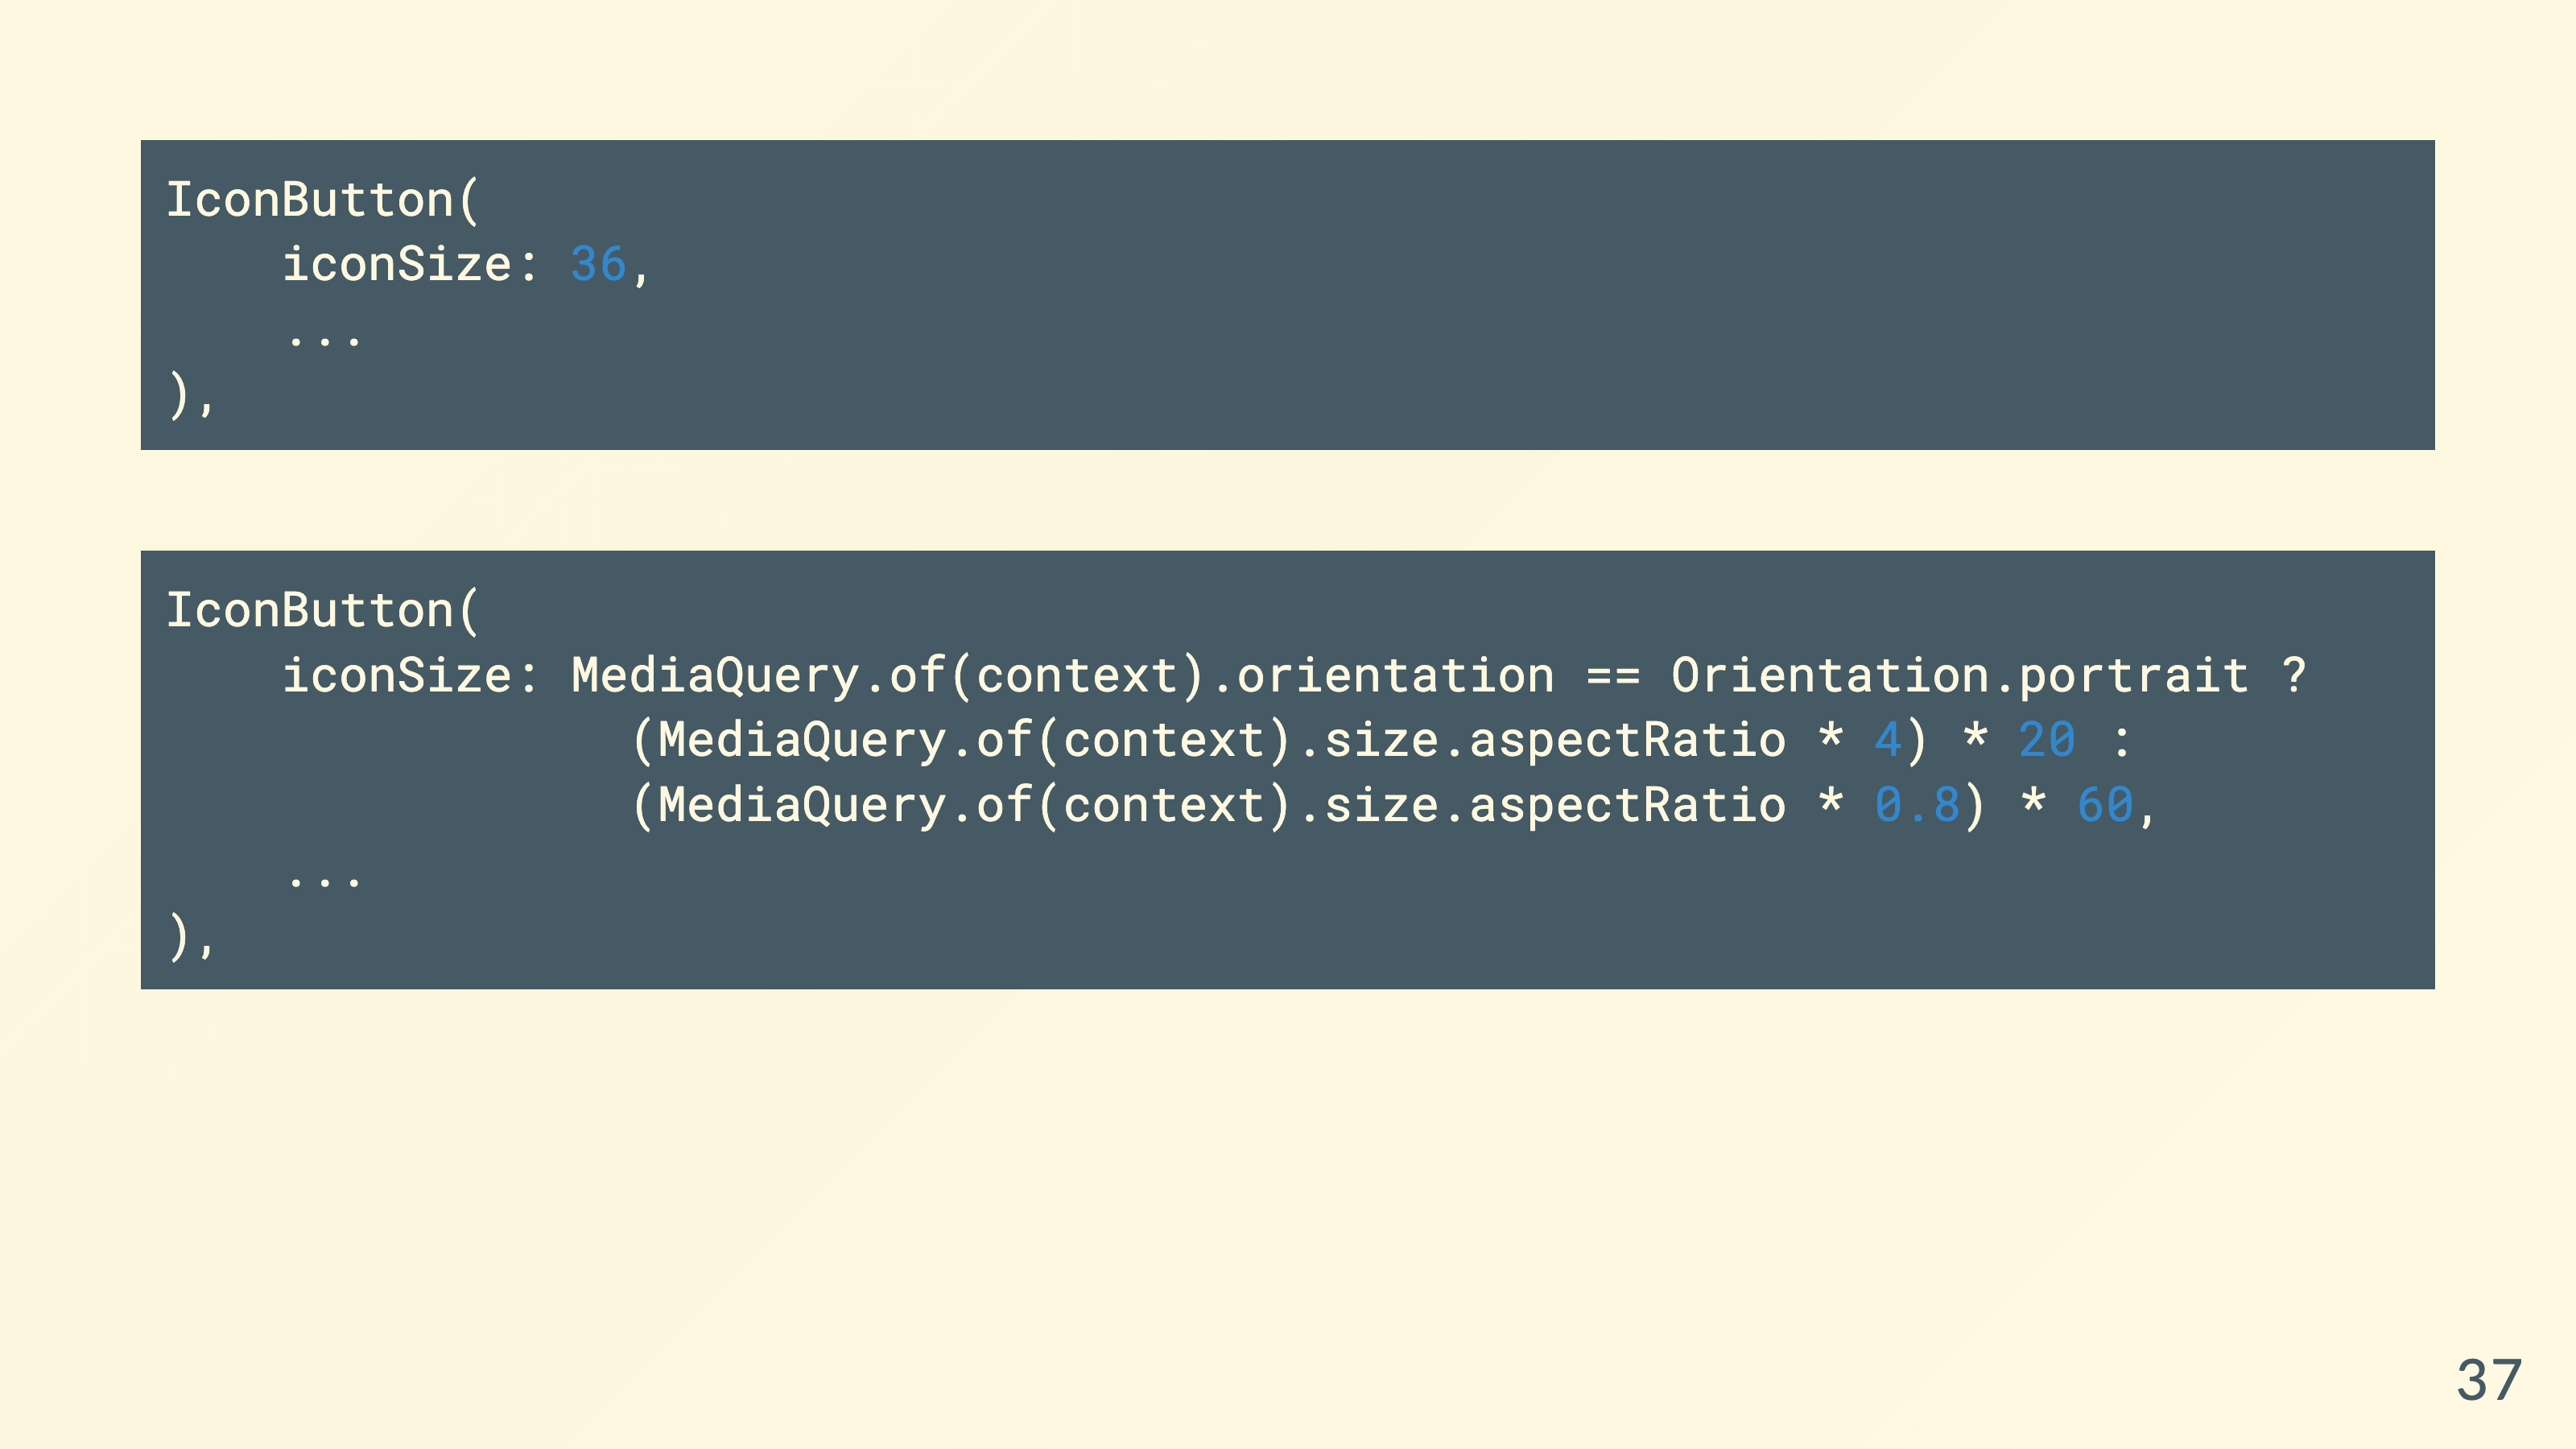 IconButton(
    iconSize: 36,
    ...
),
IconButton(
    iconSize: MediaQuery.of(context).orientation == Orientation.portrait ?
                (MediaQuery.of(context).size.aspectRatio * 4) * 20 :
                (MediaQuery.of(context).size.aspectRatio * 0.8) * 60,
    ...
),
37